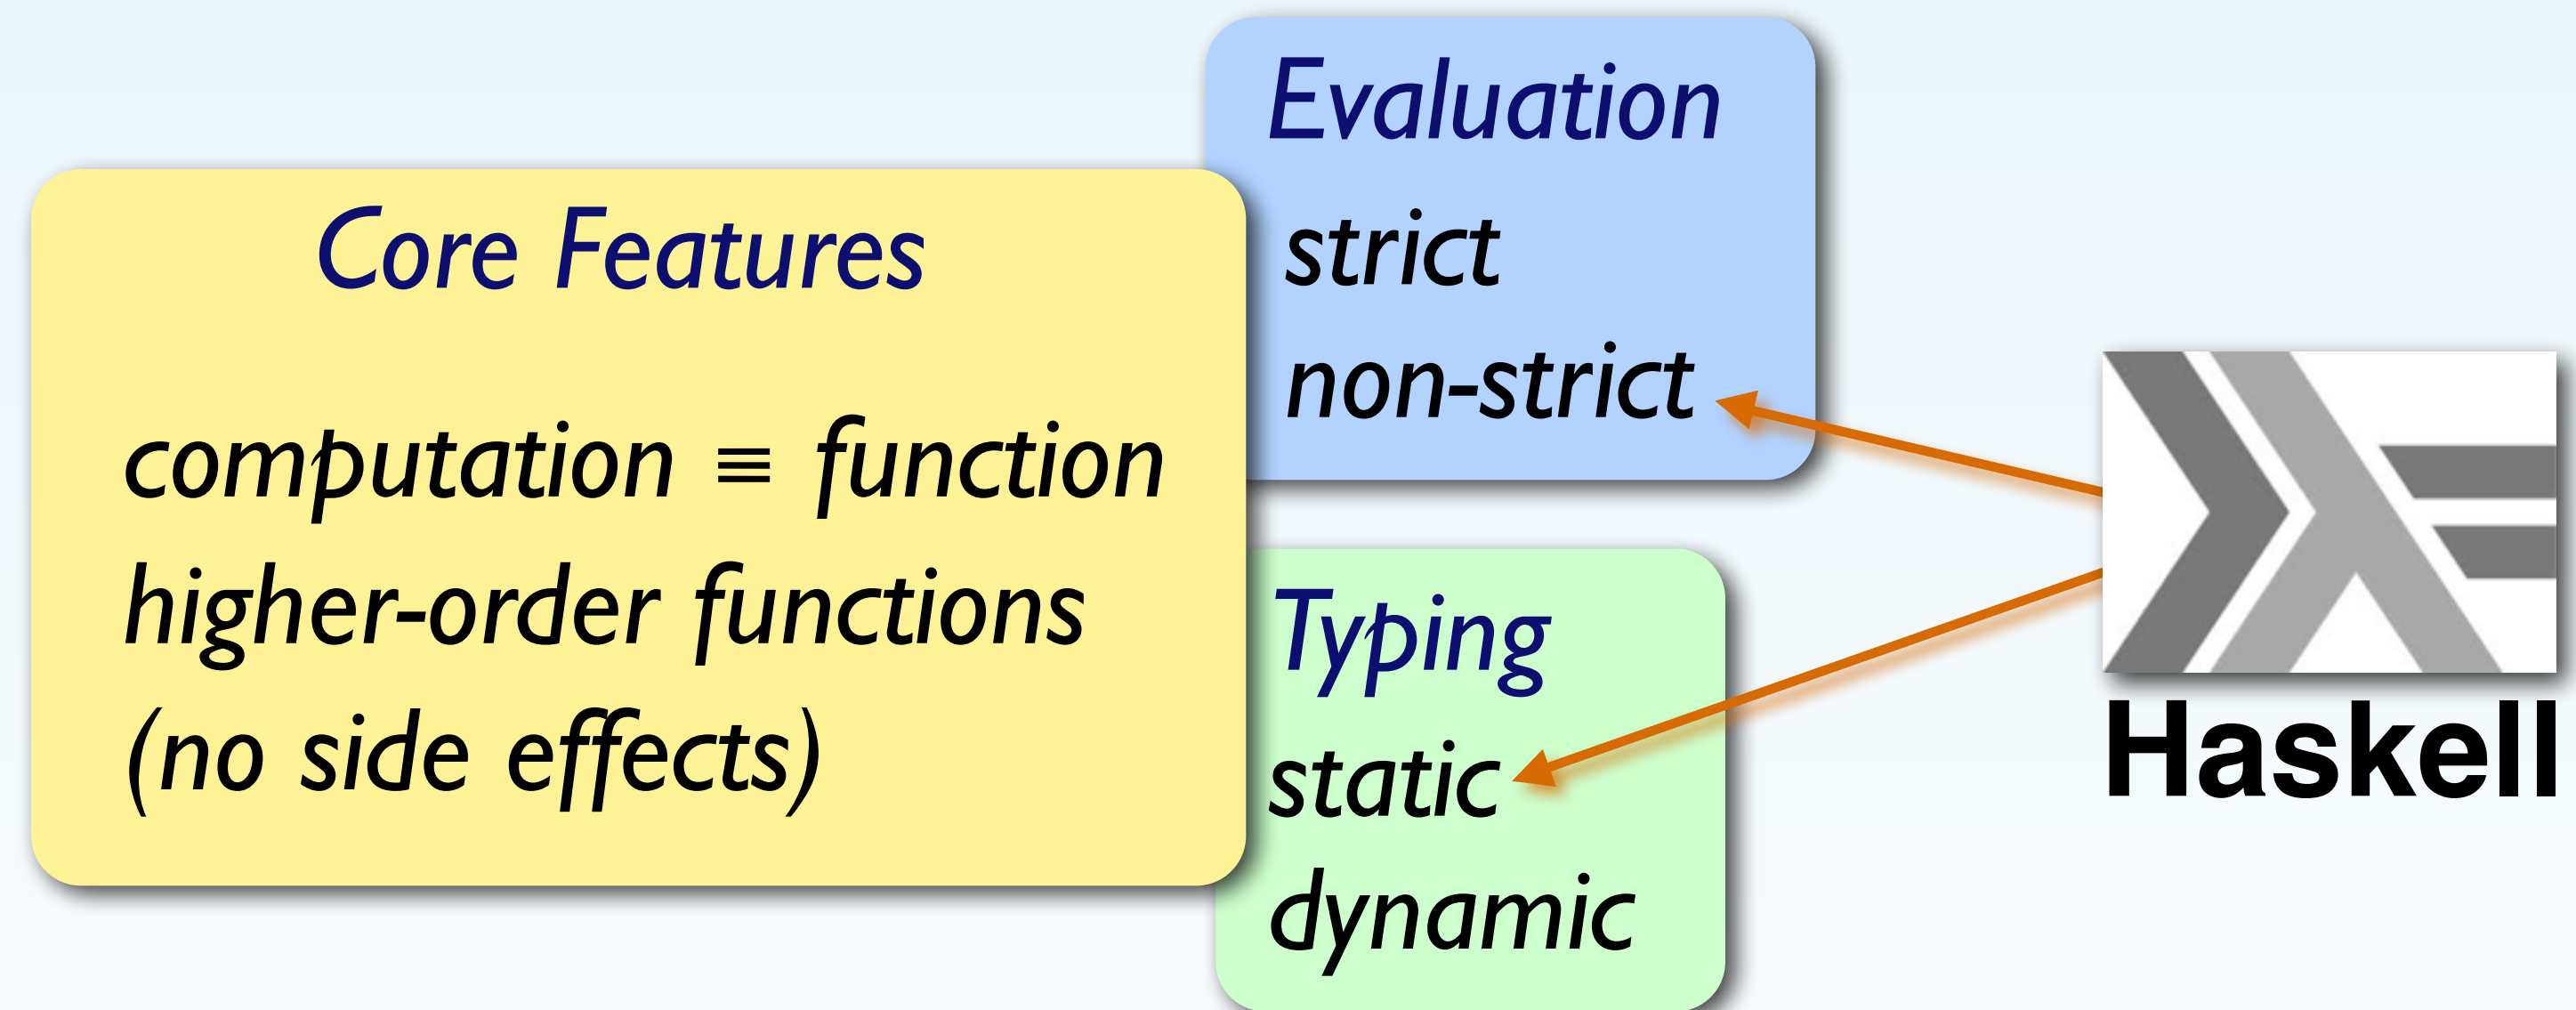 Core Features
computation ≡ function
higher-order functions
(no side effects)
Evaluation
strict
non-strict
Typing
static
dynamic
Haskell